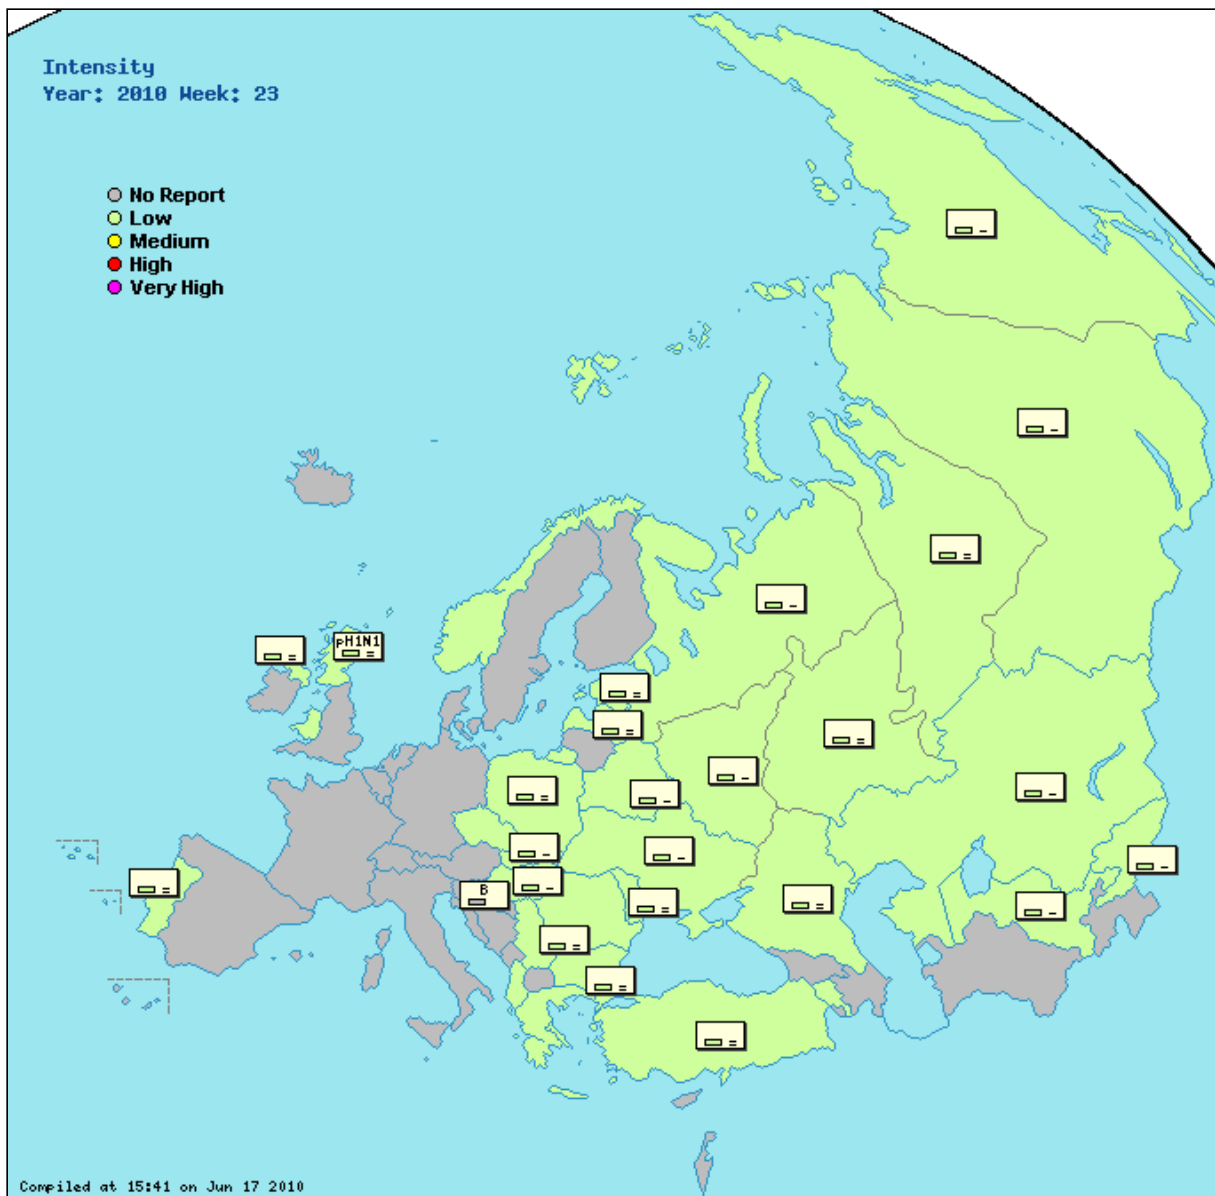 Intensity
Year: 2010 Week: 23
No Report
Low
Medium
High
Very High
pH1N1
B
Compiled at 15:41 on Jun 17 2010